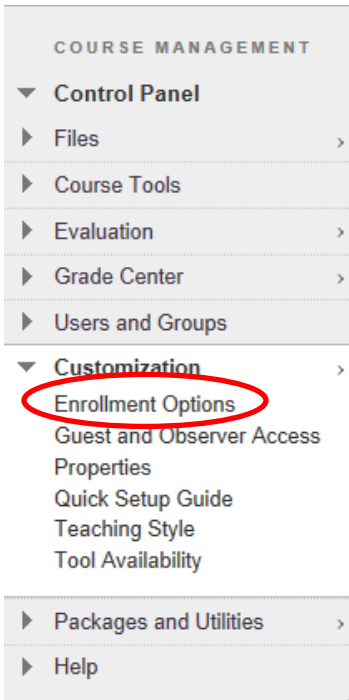 COURSE MANAGEMENT
Control Panel
Files
Course Tools
Evaluation
Grade Center
Users and Groups
Customization
Enrollment Options
Guest and Observer Access
Properties
Quick Setup Guide
Teaching Style
Tool Availability
Packages and Utilities
Help